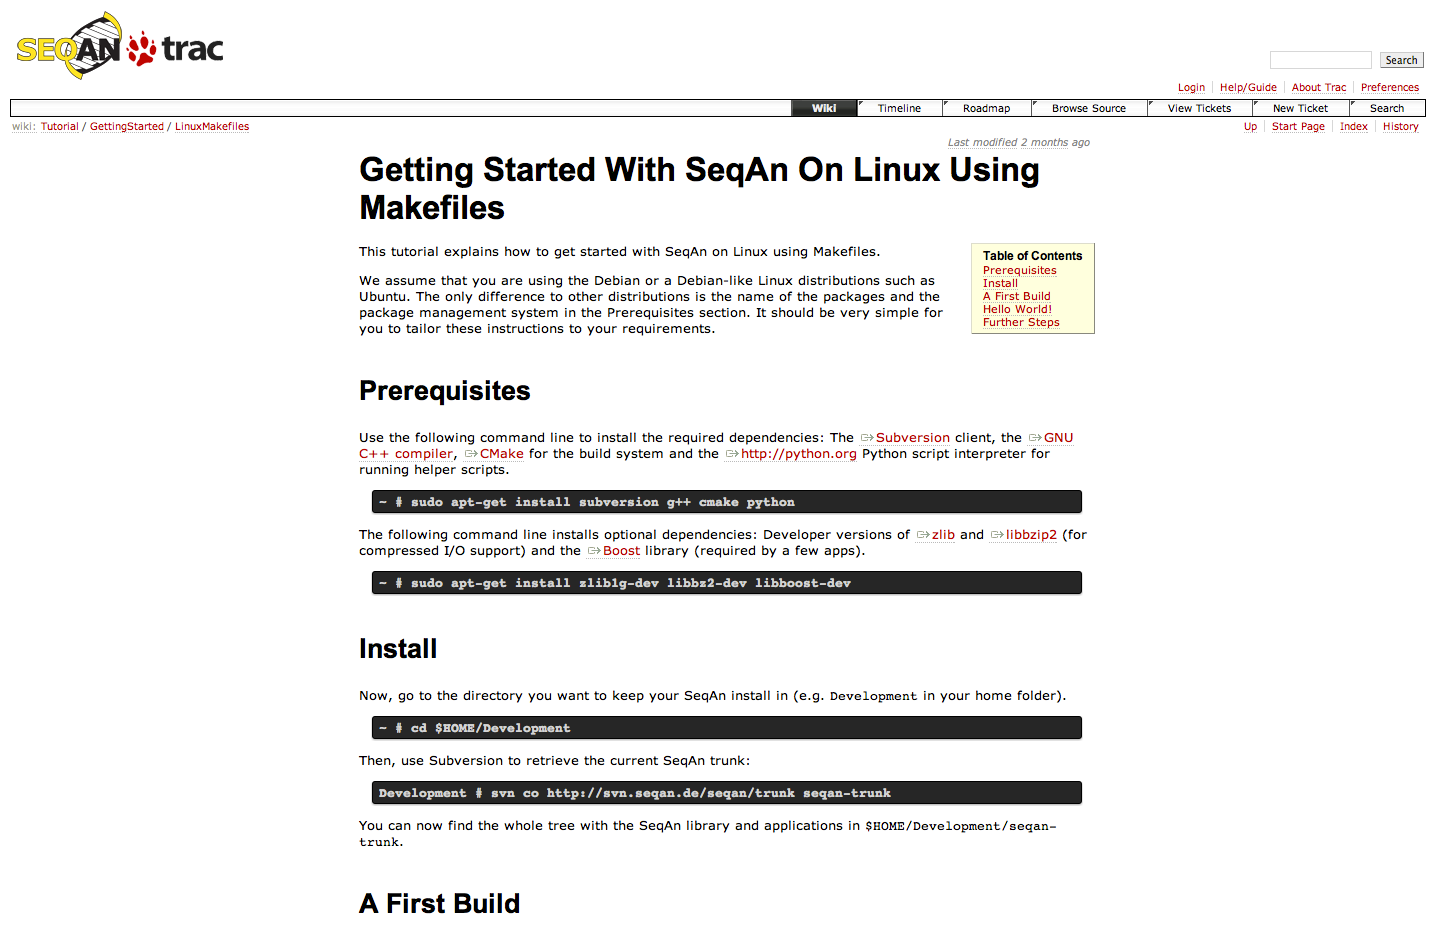 SEQAN trac
Search
Login Help/Guide About Trac Preferences
Wiki Timeline Roadmap Browse Source View Tickets New Ticket Search
wiki: Tutorial / GettingStarted / LinuxMakefiles
Up Start Page Index History
Last modified 2 months ago
Getting Started With SeqAn On Linux Using
Makefiles
This tutorial explains how to get started with SeqAn on Linux using Makefiles.
We assume that you are using the Debian or a Debian-like Linux distributions such as
Ubuntu. The only difference to other distributions is the name of the packages and the
package management system in the Prerequisites section. It should be very simple for
you to tailor these instructions to your requirements.
Table of Contents
Prerequisites
Install
A First Build
Hello World!
Further Steps
Prerequisites
Use the following command line to install the required dependencies: The Subversion client, the GNU
C++ compiler, CMake for the build system and the http://python.org Python script interpreter for
running helper scripts.
~ # sudo apt-get install subversion g++ cmake python
The following command line installs optional dependencies: Developer versions of zlib and libbzip2 (for
compressed I/O support) and the Boost library (required by a few apps).
~ # sudo apt-get install zlib1g-dev libbz2-dev libboost-dev
Install
Now, go to the directory you want to keep your SeqAn install in (e.g. Development in your home folder).
~ # cd $HOME/Development
Then, use Subversion to retrieve the current SeqAn trunk:
Development # svn co http://svn.seqan.de/seqan/trunk seqan-trunk
You can now find the whole tree with the SeqAn library and applications in $HOME/Development/seqan-
trunk.
A First Build